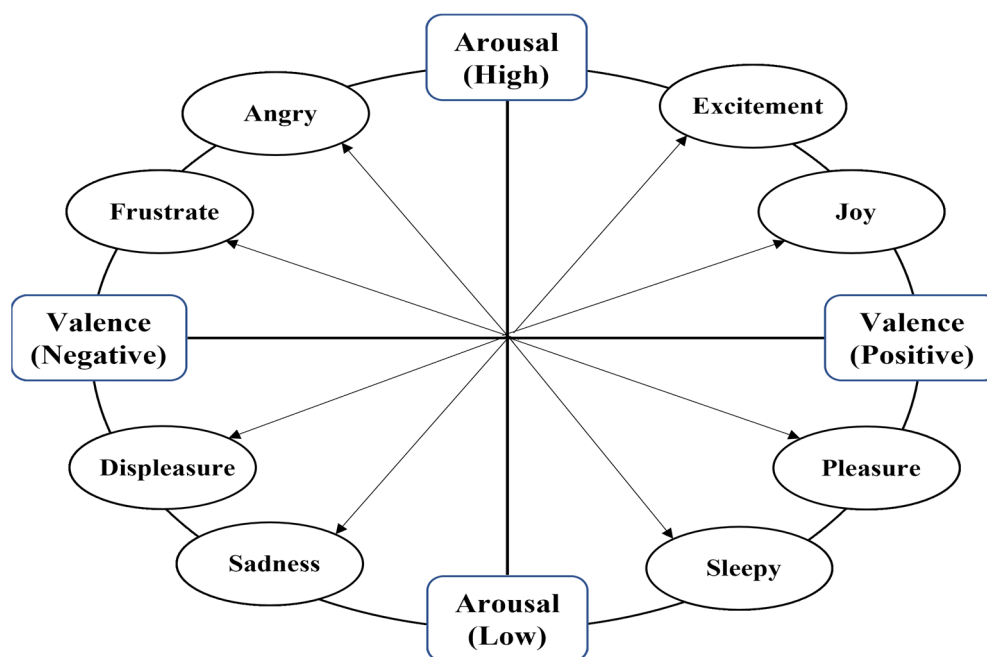 Arousal
(High)
Angry
Excitement
Frustrate
Joy
Valence
(Negative)
Valence
(Positive)
Displeasure
Pleasure
Sadness
Sleepy
Arousal
(Low)